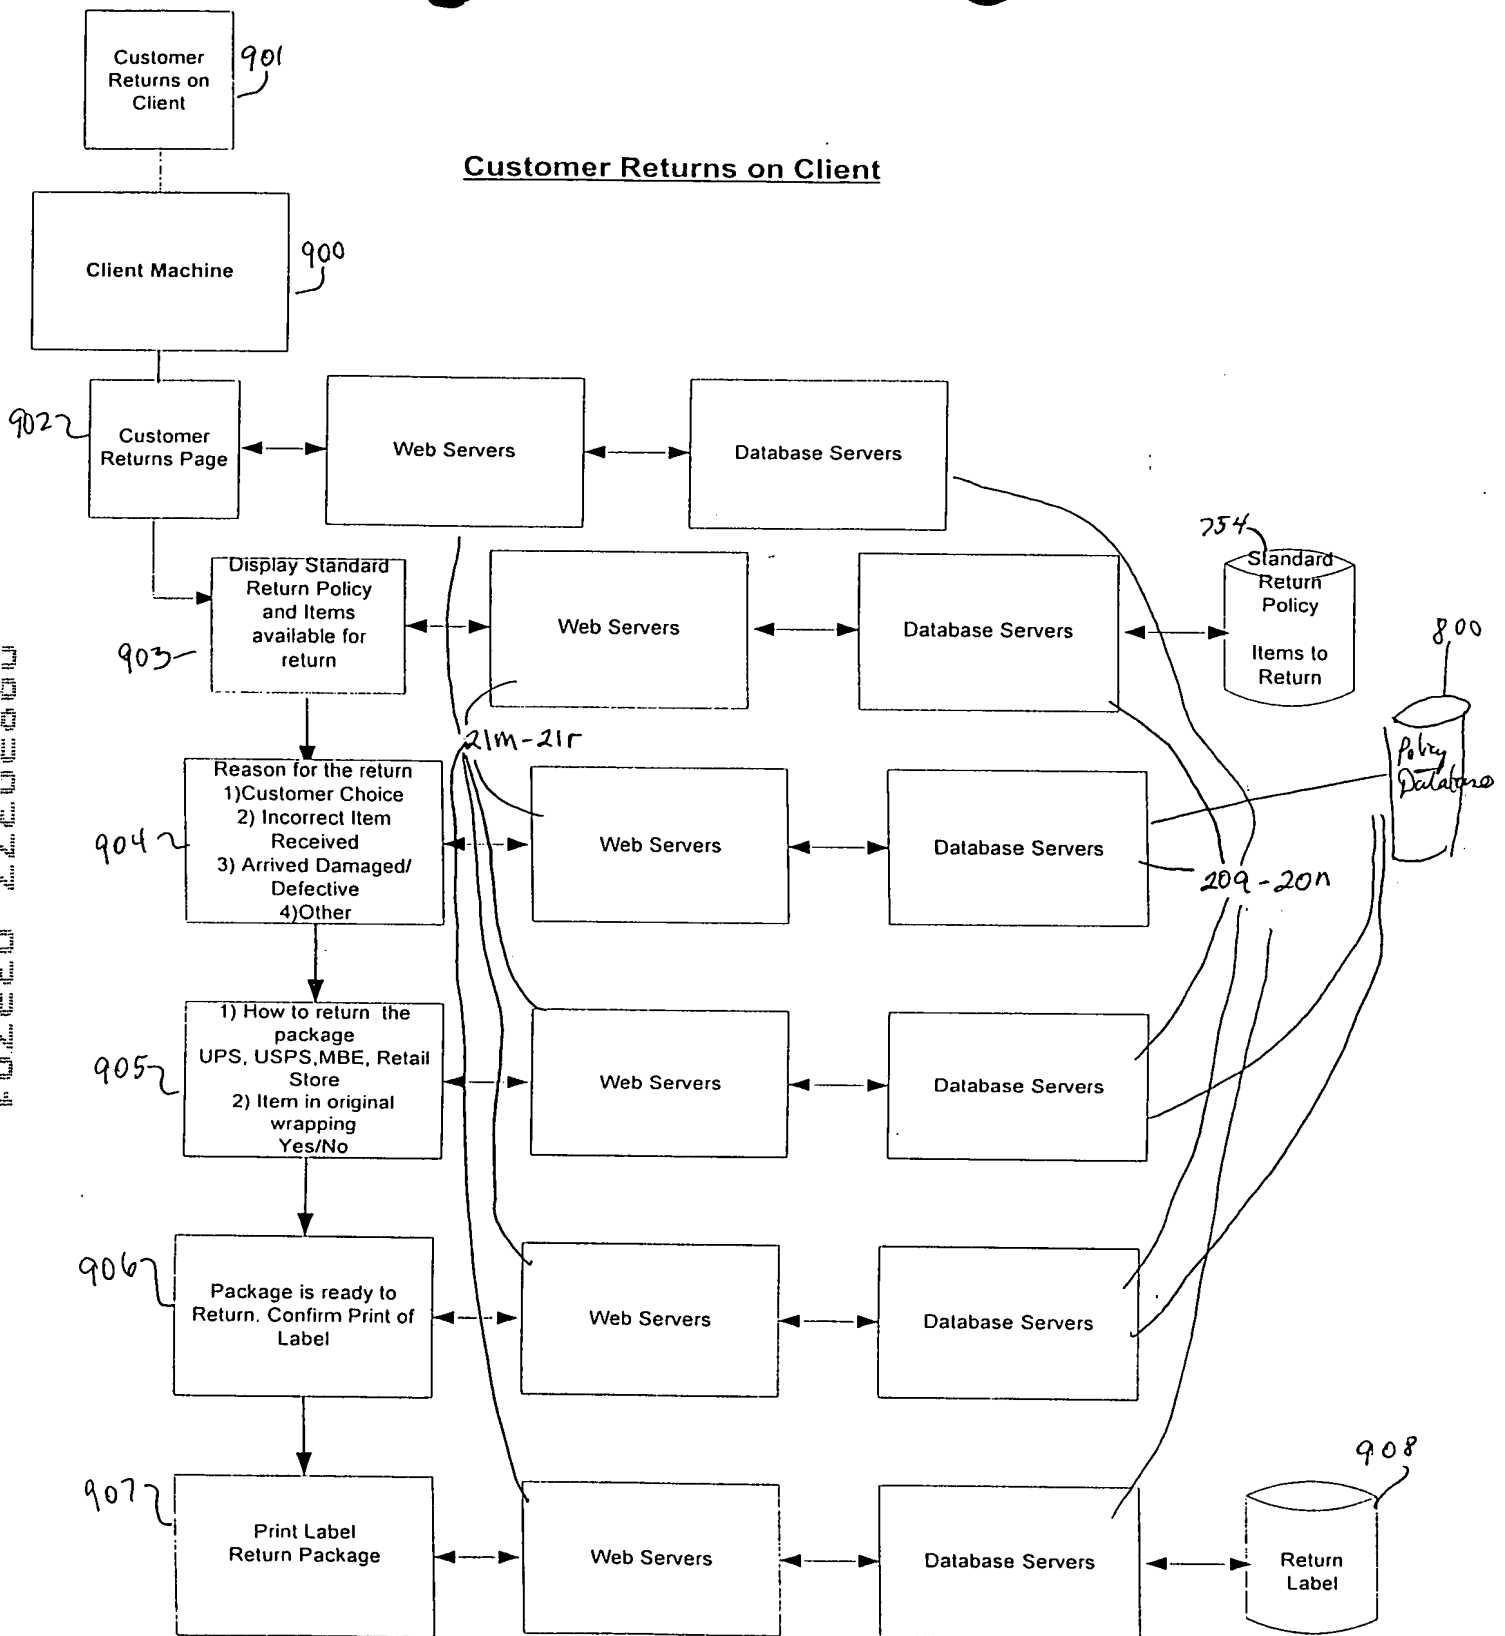 Customer
Returns on
Client
901
Customer Returns on Client
Client Machine
900
902
Customer
Returns Page
Web Servers
Database Servers
903
Display Standard
Return Policy
and Items
available for
return
Web Servers
Database Servers
754
Standard
Return
Policy
Items to
Return
800
Policy
Database
21m-21r
904
Reason for the return
1)Customer Choice
2) Incorrect Item
Received
3) Arrived Damaged/
Defective
4)Other
Web Servers
Database Servers
20q-20n
905
1) How to return the
package
UPS, USPS,MBE, Retail
Store
2) Item in original
wrapping
Yes/No
Web Servers
Database Servers
906
Package is ready to
Return. Confirm Print of
Label
Web Servers
Database Servers
907
Print Label
Return Package
Web Servers
Database Servers
908
Return
Label